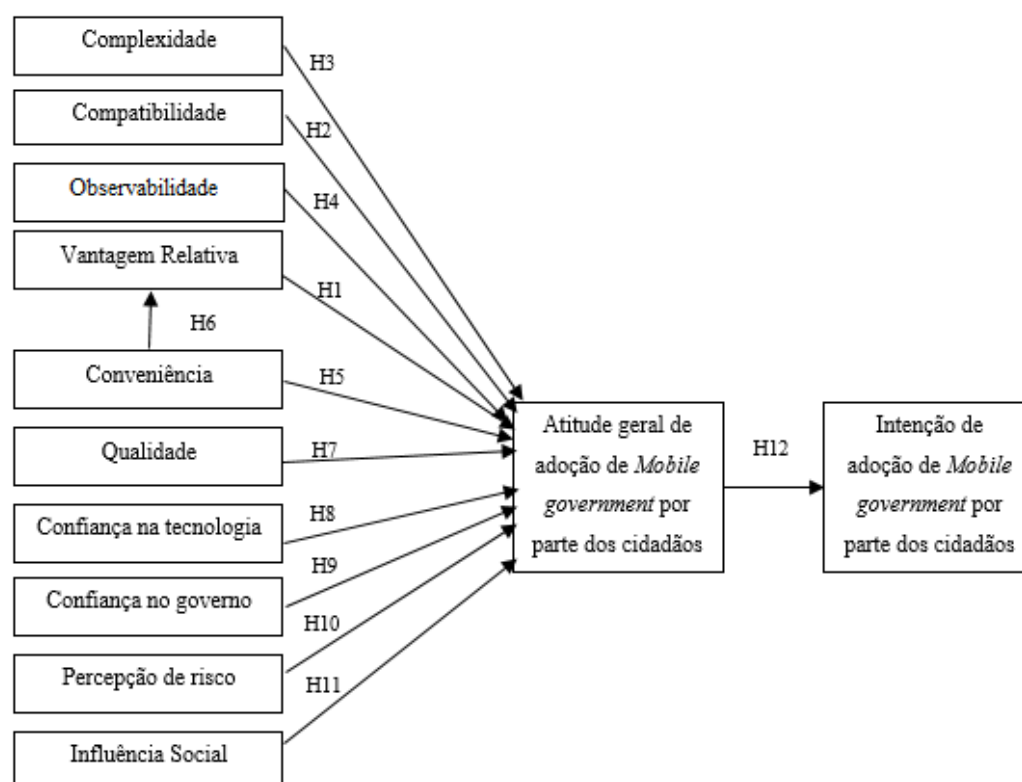 Complexidade
H3
Compatibilidade
H2
Observabilidade
H4
Vantagem Relativa
H1
H6
Conveniência
H5
Qualidade
H7
Confiança na tecnologia
H8
Confiança no governo
H9
Percepção de risco
H10
Influência Social
H11
Atitude geral de
adoção de Mobile
government por
parte dos cidadãos
H12
Intenção de
adoção de Mobile
government por
parte dos cidadãos